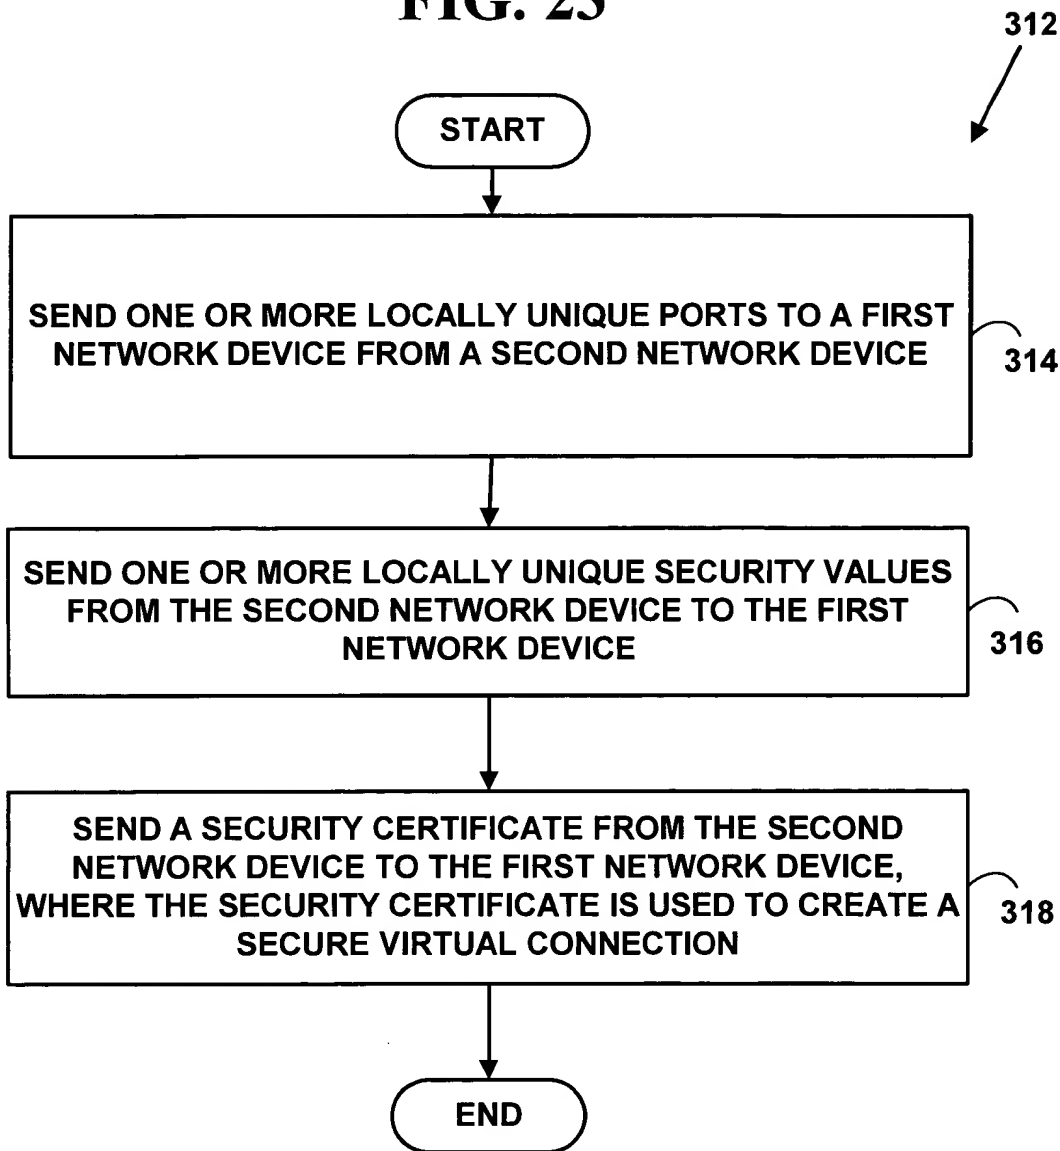 FIG. 23
312
START
SEND ONE OR MORE LOCALLY UNIQUE PORTS TO A FIRST
NETWORK DEVICE FROM A SECOND NETWORK DEVICE
314
SEND ONE OR MORE LOCALLY UNIQUE SECURITY VALUES
FROM THE SECOND NETWORK DEVICE TO THE FIRST
NETWORK DEVICE
316
SEND A SECURITY CERTIFICATE FROM THE SECOND
NETWORK DEVICE TO THE FIRST NETWORK DEVICE,
WHERE THE SECURITY CERTIFICATE IS USED TO CREATE A
SECURE VIRTUAL CONNECTION
318
END